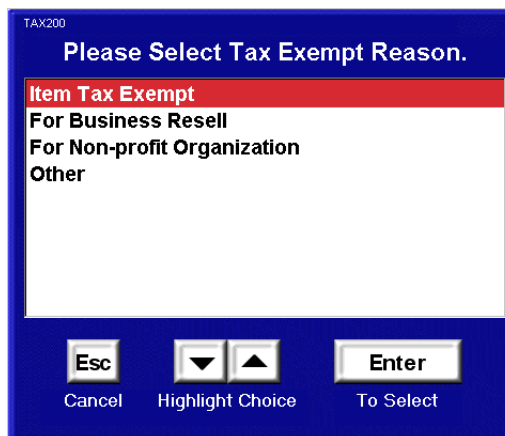 TAX200
Please Select Tax Exempt Reason.
Item Tax Exempt
For Business Resell
For Non-profit Organization
Other
Esc Enter
Cancel Highlight Choice To Select